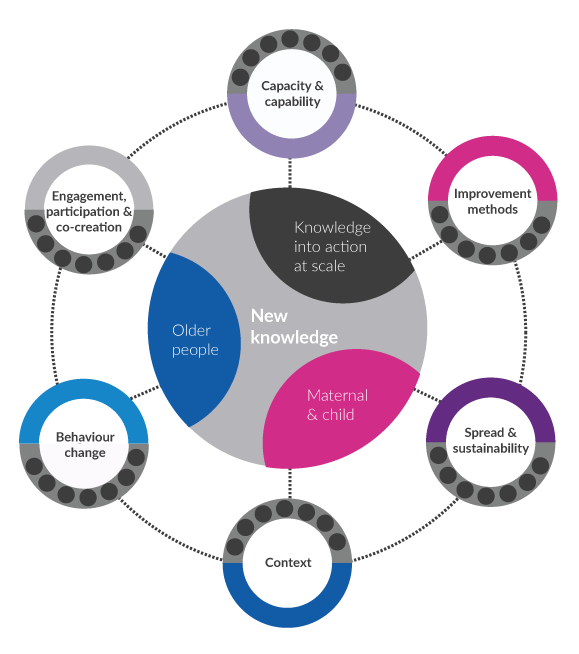 Capacity &
capability
Engagement,
participation &
co-creation
Improvement
methods
Knowledge
into action
at scale
New
knowledge
Older
people
Maternal
& child
Behaviour
change
Spread &
sustainability
Context